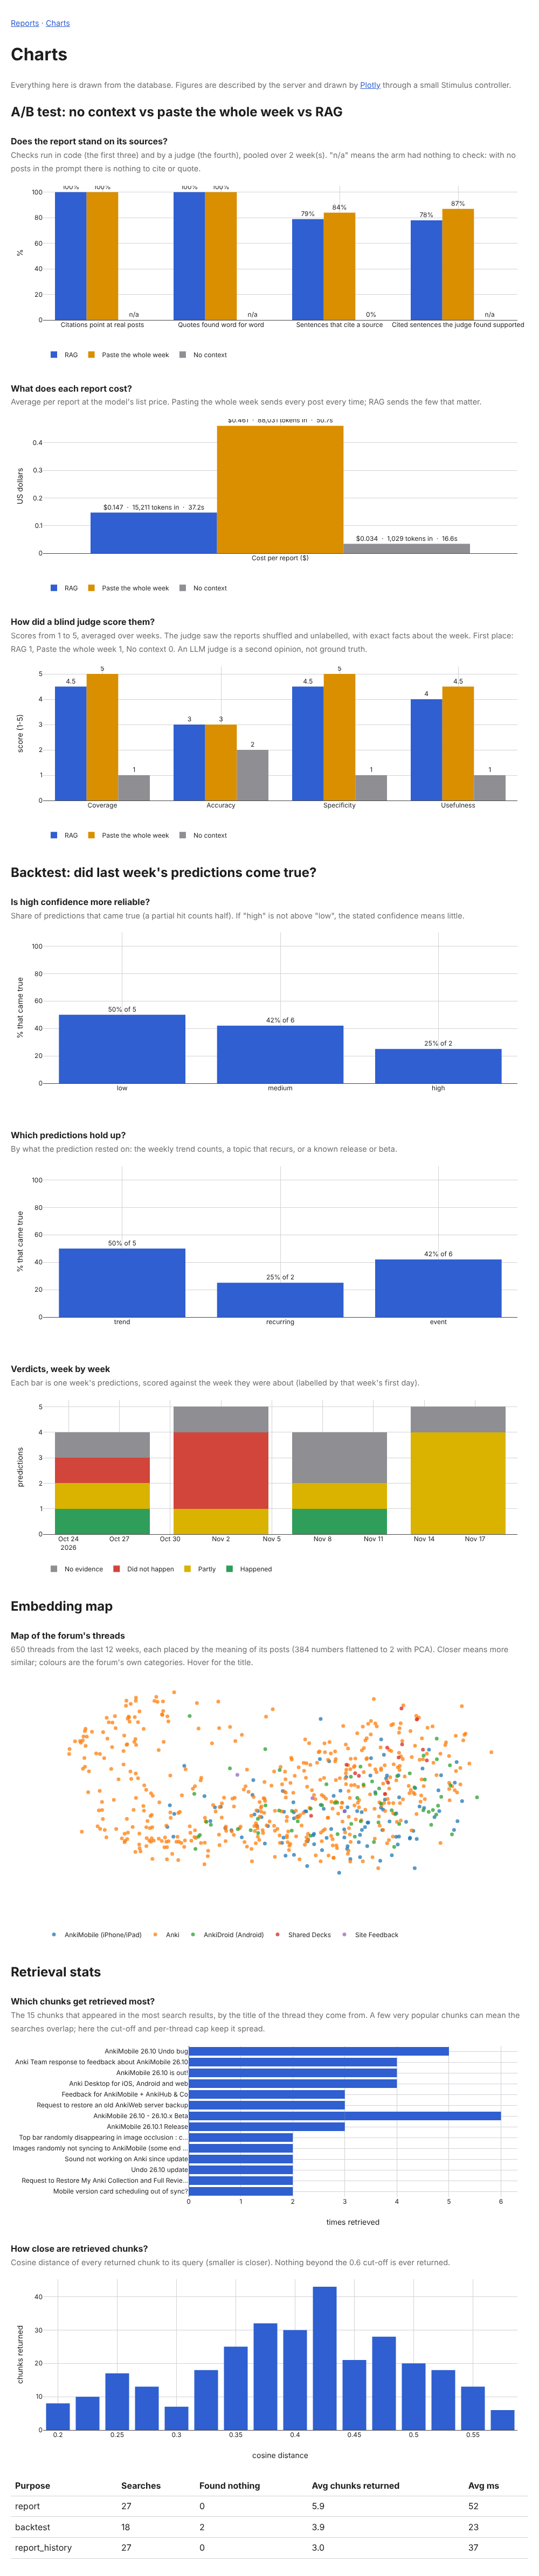 Reports · Charts
Charts
Everything here is drawn from the database. Figures are described by the server and drawn by Plotly through a small Stimulus controller.
A/B test: no context vs paste the whole week vs RAG
Does the report stand on its sources?
Checks run in code (the first three) and by a judge (the fourth), pooled over 2 week(s). "n/a" means the arm had nothing to check: with no
posts in the prompt there is nothing to cite or quote.
100% 100% n/a 100% 100% n/a 79% 84% 0% 78% 87% n/a
%
100
80
60
40
20
0
Citations point at real posts Quotes found word for word Sentences that cite a source Cited sentences the judge found supported
RAG Paste the whole week No context
What does each report cost?
Average per report at the model's list price. Pasting the whole week sends every post every time; RAG sends the few that matter.
$0.461 · 88,031 tokens in · 50.7s
$0.147 · 15,211 tokens in · 37.2s
$0.034 · 1,029 tokens in · 16.6s
US dollars
0.4
0.3
0.2
0.1
0
Cost per report ($)
RAG Paste the whole week No context
How did a blind judge score them?
Scores from 1 to 5, averaged over weeks. The judge saw the reports shuffled and unlabelled, with exact facts about the week. First place:
RAG 1, Paste the whole week 1, No context 0. An LLM judge is a second opinion, not ground truth.
4.5 5 1 3 3 2 4.5 5 1 4 4.5 1
score (1-5)
5
4
3
2
1
0
Coverage Accuracy Specificity Usefulness
RAG Paste the whole week No context
Backtest: did last week's predictions come true?
Is high confidence more reliable?
Share of predictions that came true (a partial hit counts half). If "high" is not above "low", the stated confidence means little.
50% of 5 42% of 6 25% of 2
% that came true
100
80
60
40
20
0
low medium high
Which predictions hold up?
By what the prediction rested on: the weekly trend counts, a topic that recurs, or a known release or beta.
50% of 5 25% of 2 42% of 6
% that came true
100
80
60
40
20
0
trend recurring event
Verdicts, week by week
Each bar is one week's predictions, scored against the week they were about (labelled by that week's first day).
predictions
5
4
3
2
1
0
Oct 24 Oct 27 Oct 30 Nov 2 Nov 5 Nov 8 Nov 11 Nov 14 Nov 17
2026
No evidence Did not happen Partly Happened
Embedding map
Map of the forum's threads
650 threads from the last 12 weeks, each placed by the meaning of its posts (384 numbers flattened to 2 with PCA). Closer means more
similar; colours are the forum's own categories. Hover for the title.
AnkiMobile (iPhone/iPad) Anki AnkiDroid (Android) Shared Decks Site Feedback
Retrieval stats
Which chunks get retrieved most?
The 15 chunks that appeared in the most search results, by the title of the thread they come from. A few very popular chunks can mean the
searches overlap; here the cut-off and per-thread cap keep it spread.
AnkiMobile 26.10 Undo bug
Anki Team response to feedback about AnkiMobile 26.10
AnkiMobile 26.10 is out!
Anki Desktop for iOS, Android and web
Feedback for AnkiMobile + AnkiHub & Co
Request to restore an old AnkiWeb server backup
AnkiMobile 26.10 - 26.10.x Beta
AnkiMobile 26.10.1 Release
Top bar randomly disappearing in image occlusion : c...
Images randomly not syncing to AnkiMobile (some end ...
Sound not working on Anki since update
Undo 26.10 update
Request to Restore My Anki Collection and Full Revie...
Mobile version card scheduling out of sync?
0 1 2 3 4 5 6
times retrieved
How close are retrieved chunks?
Cosine distance of every returned chunk to its query (smaller is closer). Nothing beyond the 0.6 cut-off is ever returned.
chunks returned
40
30
20
10
0
0.2 0.25 0.3 0.35 0.4 0.45 0.5 0.55
cosine distance
Purpose Searches Found nothing Avg chunks returned Avg ms
report 27 0 5.9 52
backtest 18 2 3.9 23
report_history 27 0 3.0 37